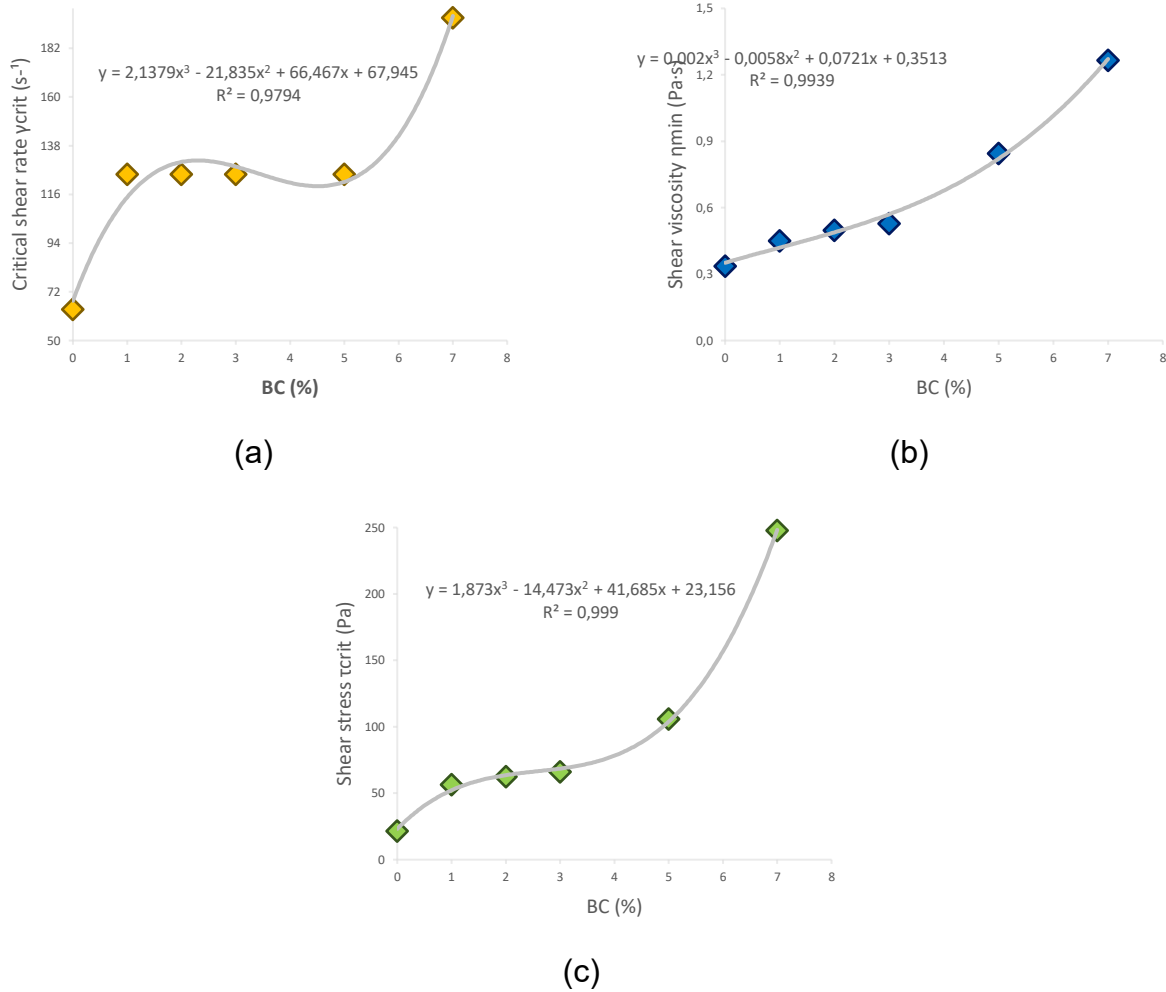 Critical shear rate γcrit (s⁻¹)
182
160
138
116
94
72
50
y = 2,1379x³ - 21,835x² + 66,467x + 67,945
R² = 0,9794
0 1 2 3 4 5 6 7 8
BC (%)
(a)
Shear viscosity ηmin (Pa·s)
1,5
1,2
0,9
0,6
0,3
0,0
y = 0,002x³ - 0,0058x² + 0,0721x + 0,3513
R² = 0,9939
0 1 2 3 4 5 6 7 8
BC (%)
(b)
Shear stress τcrit (Pa)
250
200
150
100
50
0
y = 1,873x³ - 14,473x² + 41,685x + 23,156
R² = 0,999
0 1 2 3 4 5 6 7 8
BC (%)
(c)